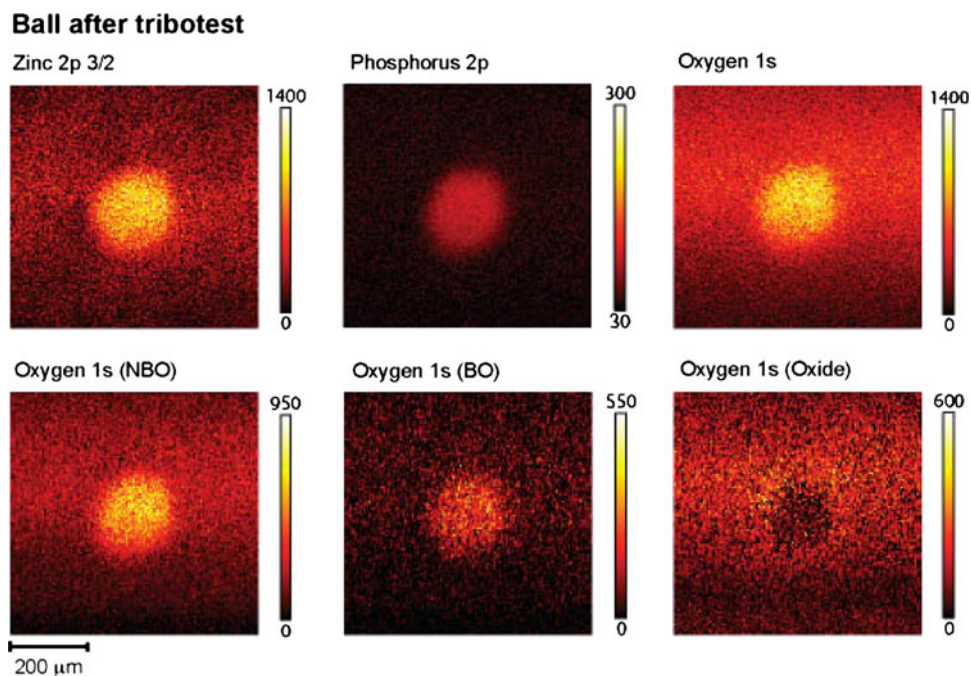 Ball after tribotest
Zinc 2p 3/2
1400
0
Phosphorus 2p
300
30
Oxygen 1s
1400
0
Oxygen 1s (NBO)
950
0
Oxygen 1s (BO)
550
0
Oxygen 1s (Oxide)
600
0
200 μm